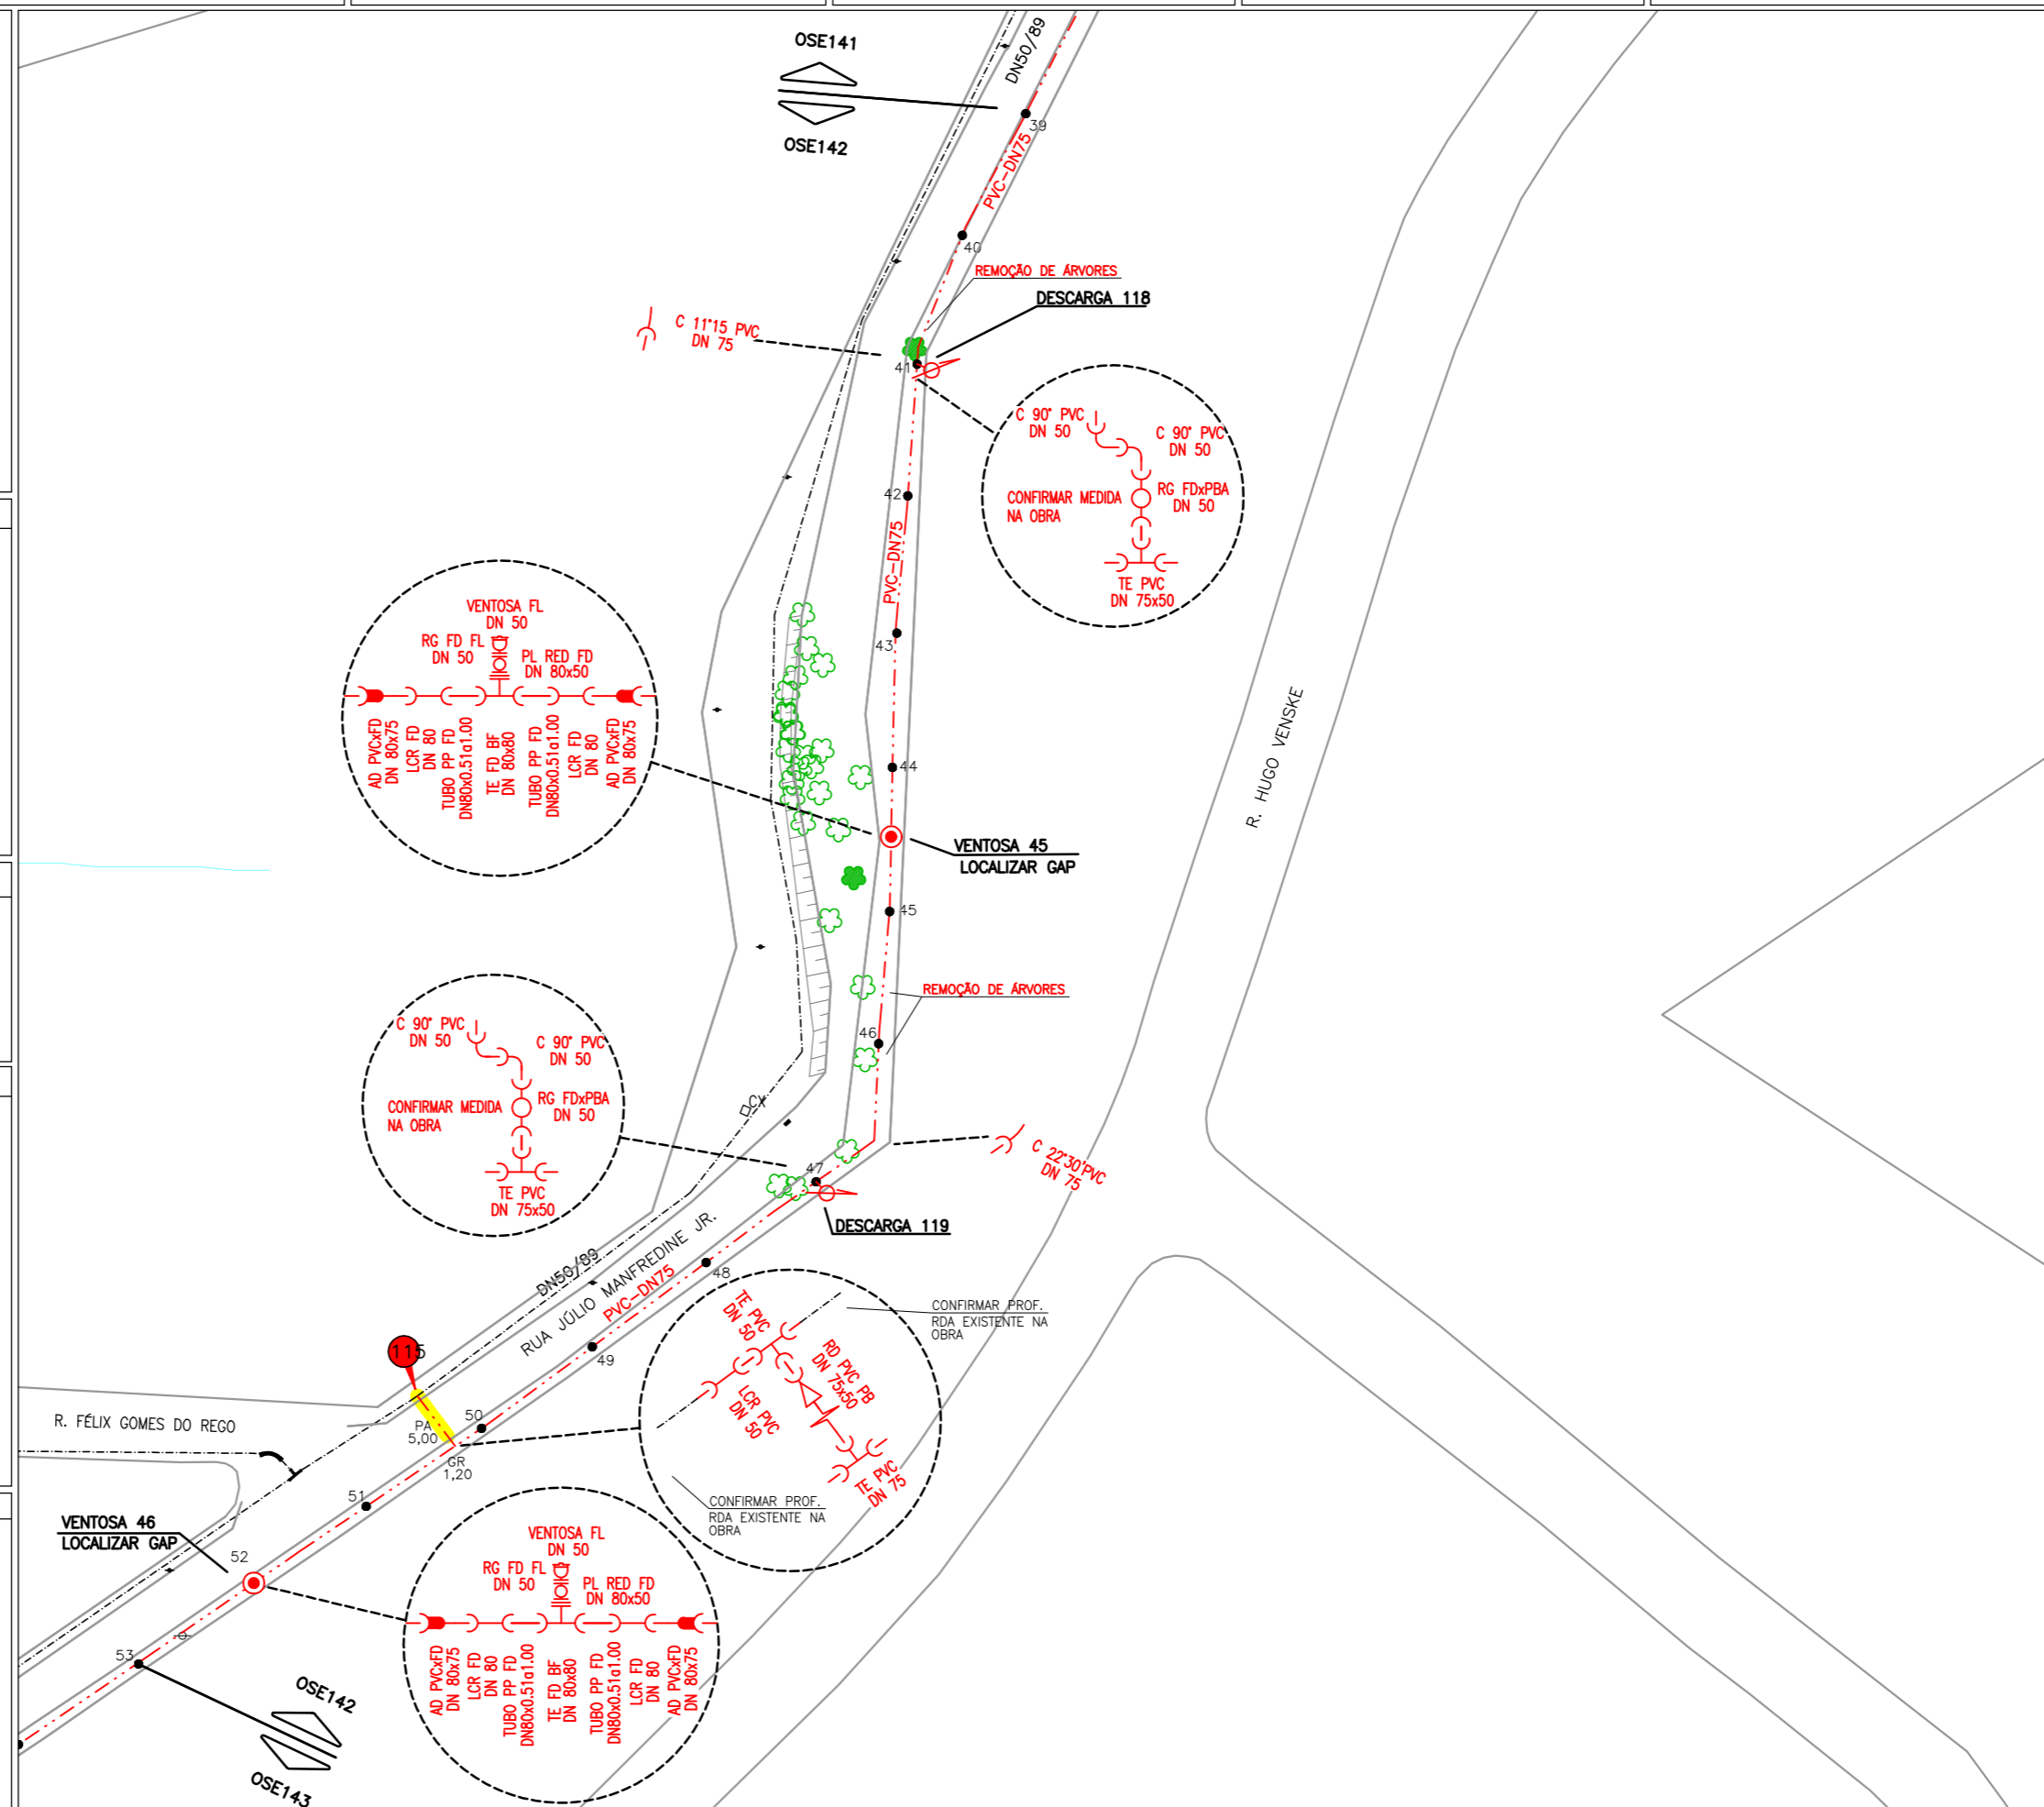 OSE141
OSE142
DN50/89
39
PVC-DN75
40
REMOÇÃO DE ÁRVORES
DESCARGA 118
C 11°15 PVC
DN 75
41
C 90° PVC
DN 50
C 90° PVC
DN 50
CONFIRMAR MEDIDA
NA OBRA
RG FDxPBA
DN 50
TE PVC
DN 75x50
42
PVC-DN75
43
VENTOSA FL
DN 50
RG FD FL
DN 50
PL RED FD
DN 80x50
AD PVCxFD
DN 80x75
LCR FD
DN 80
TUBO PP FD
DN80x0.51a1.00
TE FD BF
DN 80x80
TUBO PP FD
DN80x0.51a1.00
LCR FD
DN 80
AD PVCxFD
DN 80x75
44
R. HUGO VENSKE
VENTOSA 45
LOCALIZAR GAP
45
REMOÇÃO DE ÁRVORES
46
C 90° PVC
DN 50
C 90° PVC
DN 50
CONFIRMAR MEDIDA
NA OBRA
RG FDxPBA
DN 50
TE PVC
DN 75x50
CX
C 22°30'PVC
DN 75
47
DESCARGA 119
DN50/89
RUA JÚLIO MANFREDINE JR.
PVC-DN75
48
49
TE PVC
DN 50
RD PVC PB
DN 75x50
LCR PVC
DN 50
TE PVC
DN 75
CONFIRMAR PROF.
RDA EXISTENTE NA
OBRA
CONFIRMAR PROF.
RDA EXISTENTE NA
OBRA
115
R. FÉLIX GOMES DO REGO
PA
5,00
50
GR
1,20
51
VENTOSA 46
LOCALIZAR GAP
52
VENTOSA FL
DN 50
RG FD FL
DN 50
PL RED FD
DN 80x50
AD PVCxFD
DN 80x75
LCR FD
DN 80
TUBO PP FD
DN80x0.51a1.00
TE FD BF
DN 80x80
TUBO PP FD
DN80x0.51a1.00
LCR FD
DN 80
AD PVCxFD
DN 80x75
53
OSE142
OSE143